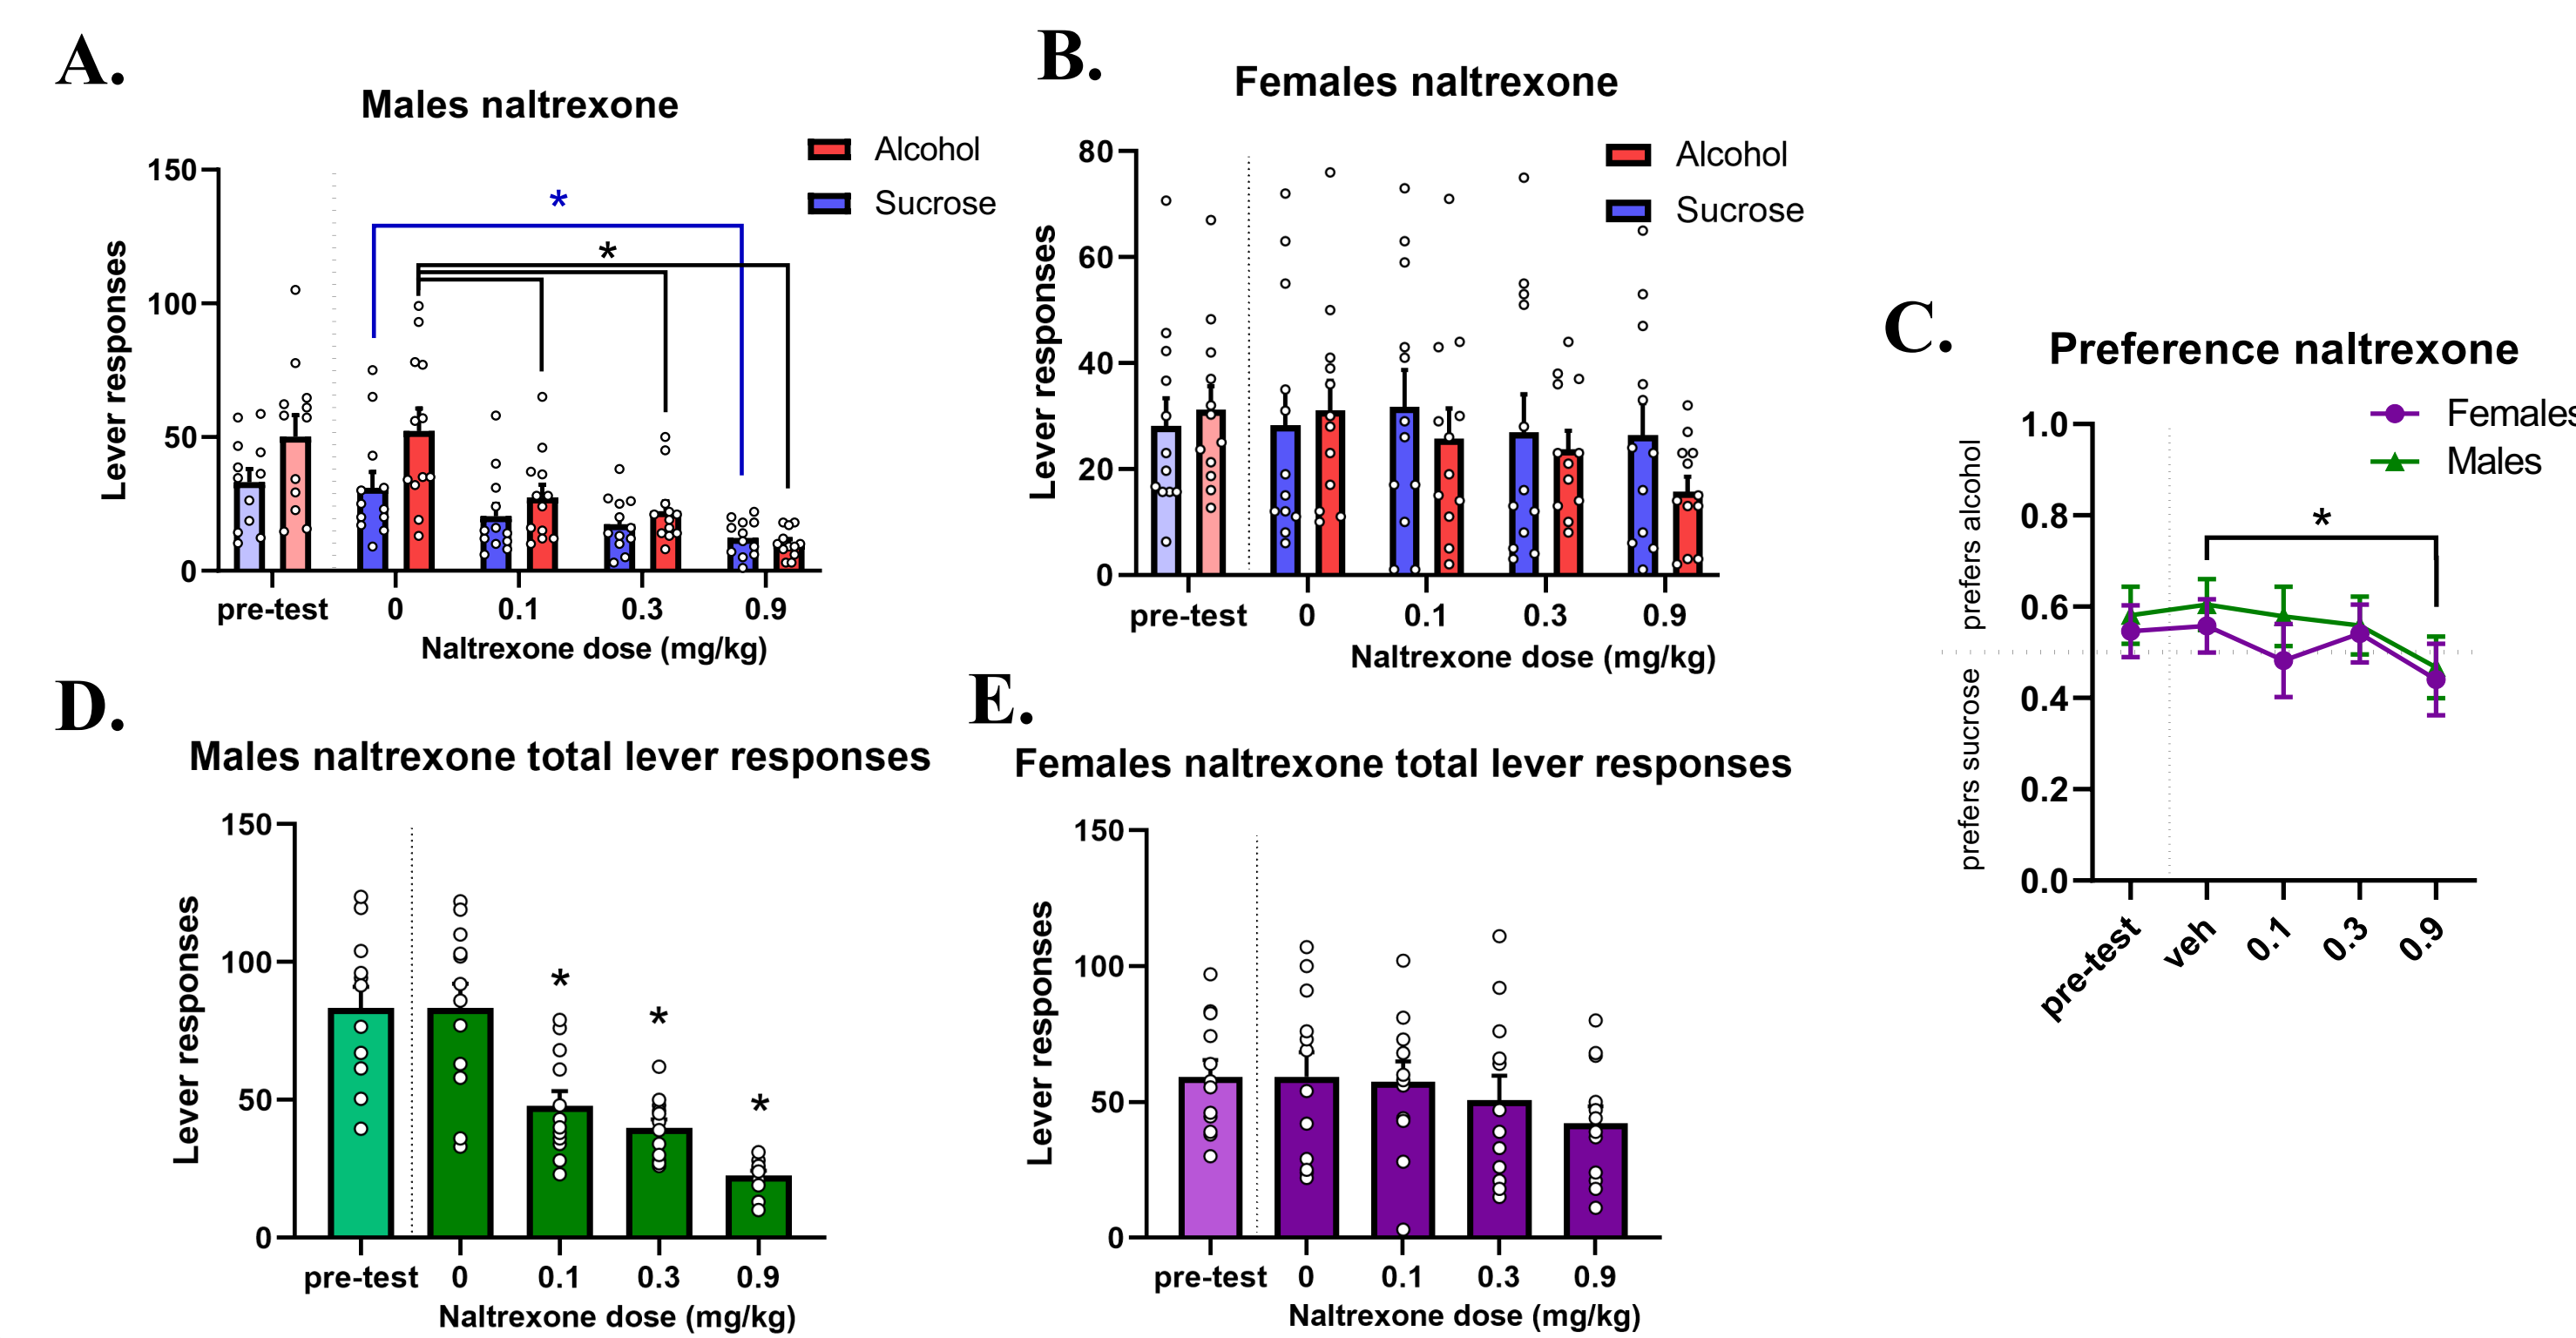 A.
Males naltrexone
Alcohol
Sucrose
Lever responses
150
100
50
0
*
*
pre-test
0
0.1
0.3
0.9
Naltrexone dose (mg/kg)
B.
Females naltrexone
Alcohol
Sucrose
Lever responses
80
60
40
20
0
pre-test
0
0.1
0.3
0.9
Naltrexone dose (mg/kg)
C.
Preference naltrexone
Females
Males
prefers alcohol
prefers sucrose
1.0
0.8
0.6
0.4
0.2
0.0
*
pre-test
veh
0.1
0.3
0.9
D.
Males naltrexone total lever responses
Lever responses
150
100
50
0
*
*
*
pre-test
0
0.1
0.3
0.9
Naltrexone dose (mg/kg)
E.
Females naltrexone total lever responses
Lever responses
150
100
50
0
pre-test
0
0.1
0.3
0.9
Naltrexone dose (mg/kg)